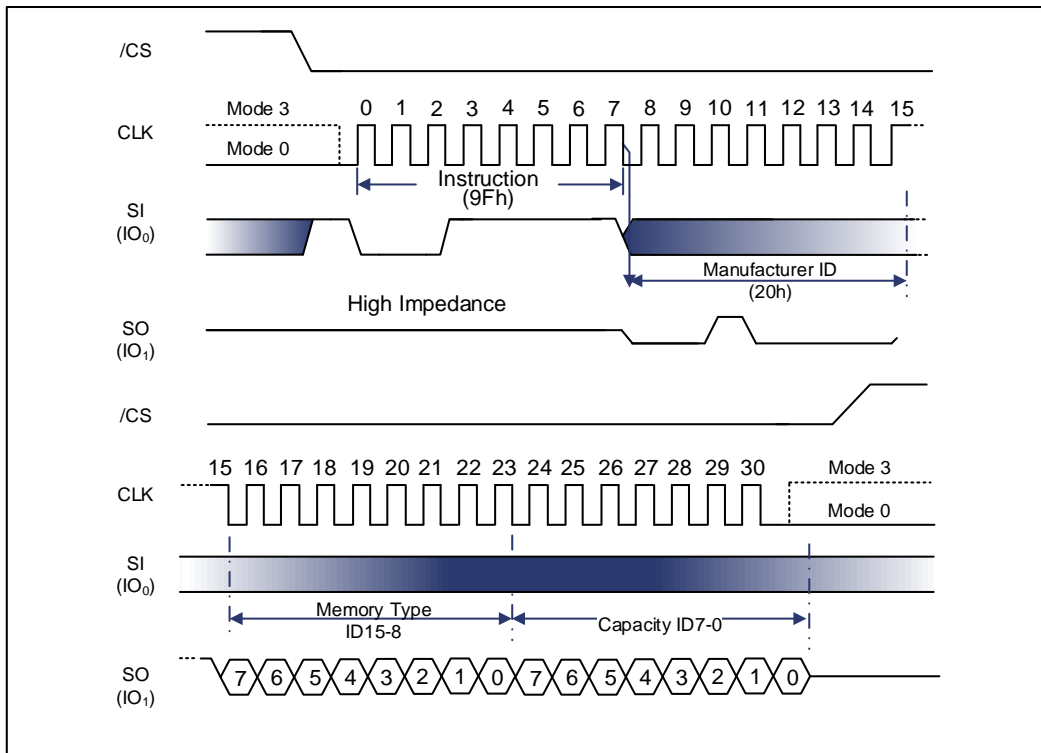 /CS
0 1 2 3 4 5 6 7 8 9 10 11 12 13 14 15
Mode 3
CLK
Mode 0
Instruction
(9Fh)
SI
(IO₀)
Manufacturer ID
(20h)
High Impedance
SO
(IO₁)
/CS
15 16 17 18 19 20 21 22 23 24 25 26 27 28 29 30
Mode 3
CLK
Mode 0
SI
(IO₀)
Memory Type
ID15-8
Capacity ID7-0
SO
(IO₁)
7 6 5 4 3 2 1 0 7 6 5 4 3 2 1 0